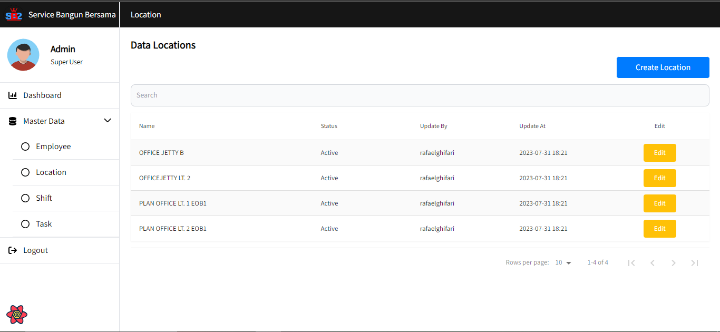 SB2 Service Bangun Bersama
Location
Admin
SuperUser
Dashboard
Master Data
Employee
Location
Shift
Task
Logout
Data Locations
Create Location
Search
Name Status Update By Update At Edit
OFFICE JETTY B Active rafaelghifari 2023-07-31 18:21 Edit
OFFICE JETTY LT. 2 Active rafaelghifari 2023-07-31 18:21 Edit
PLAN OFFICE LT. 1 EOB1 Active rafaelghifari 2023-07-31 18:21 Edit
PLAN OFFICE LT. 2 EOB1 Active rafaelghifari 2023-07-31 18:21 Edit
Rows per page: 10 1-4 of 4